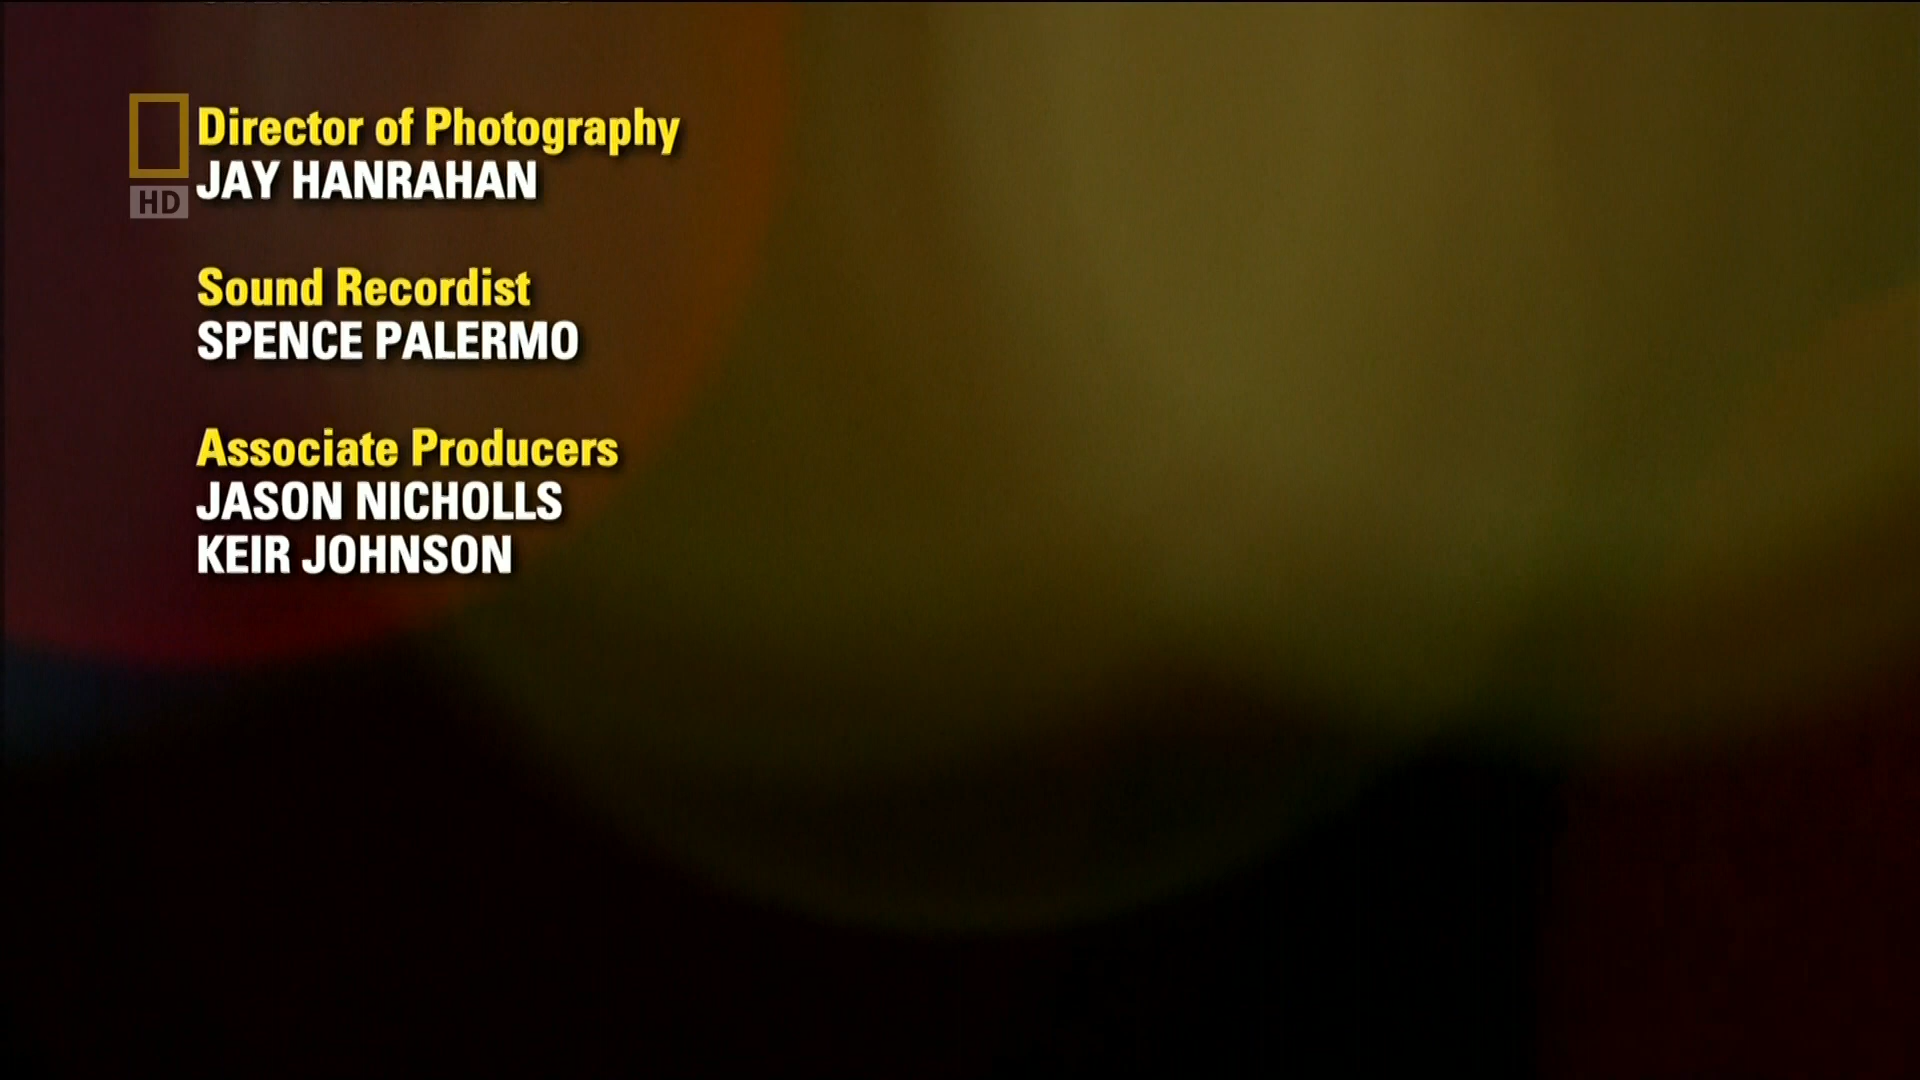 Director of Photography
JAY HANRAHAN
HD
Sound Recordist
SPENCE PALERMO
Associate Producers
JASON NICHOLLS
KEIR JOHNSON